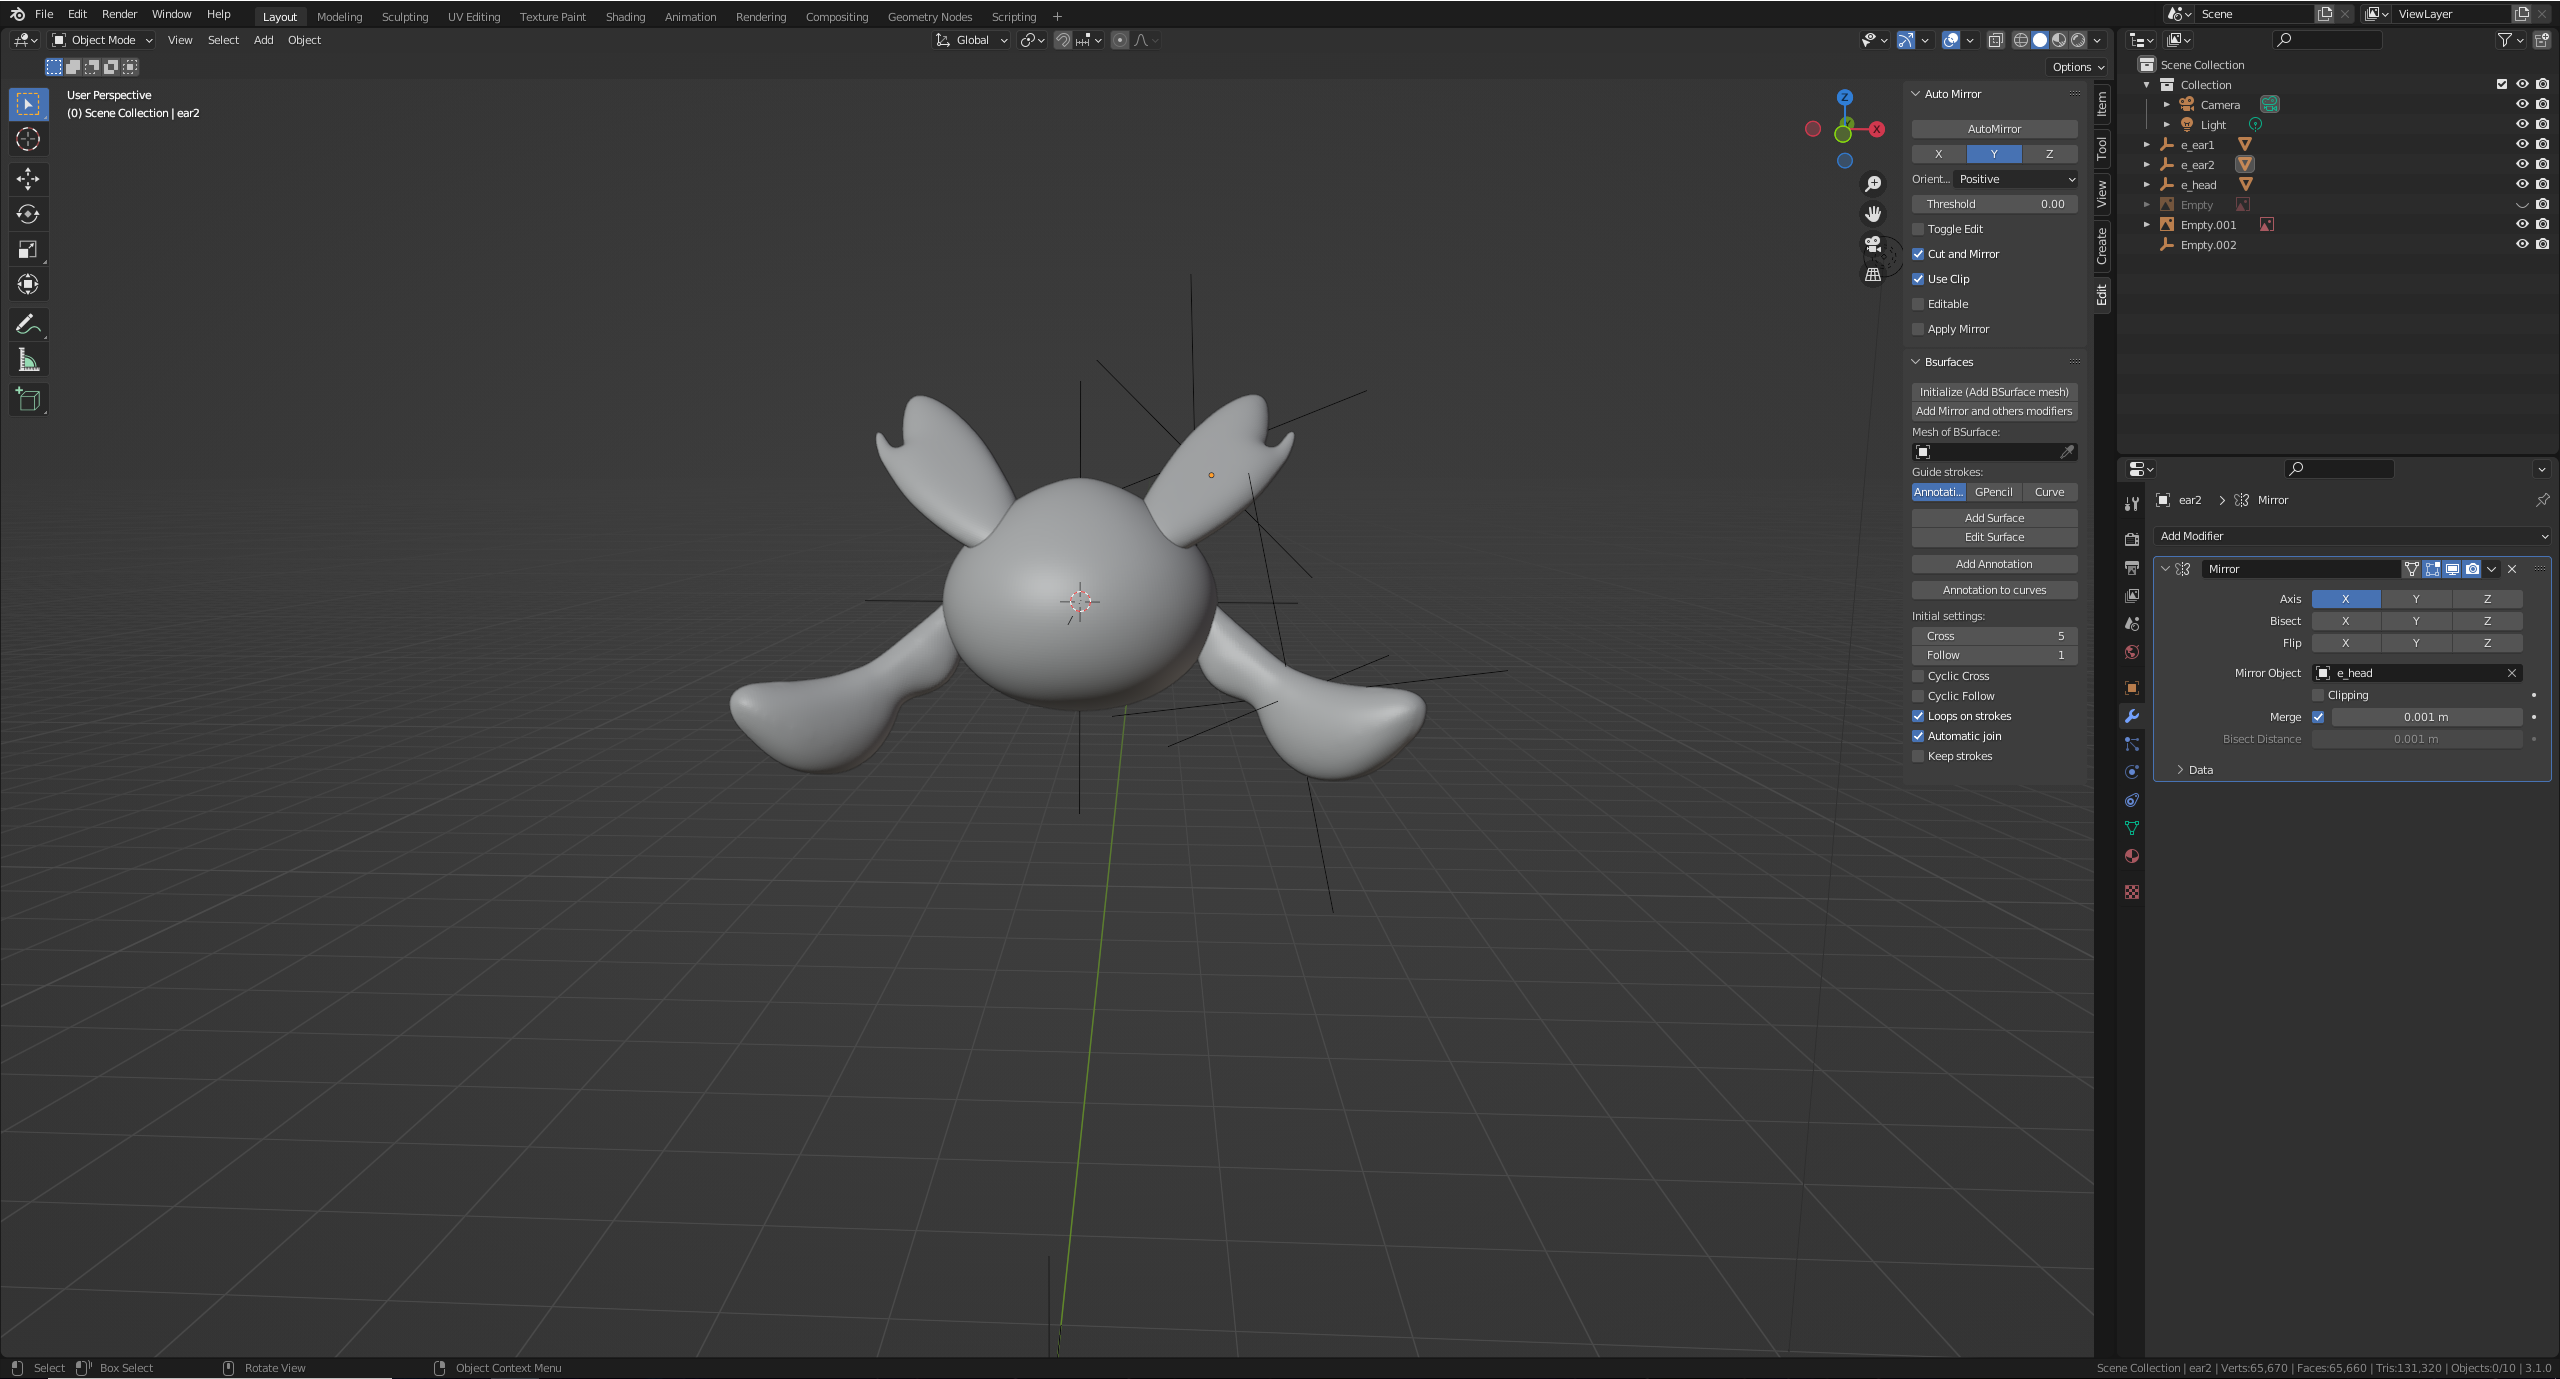 File Edit Render Window Help Layout Modeling Sculpting UV Editing Texture Paint Shading Animation Rendering Compositing Geometry Nodes Scripting + Scene ViewLayer
Object Mode View Select Add Object Global
Options
User Perspective
(0) Scene Collection | ear2
Z
X
Auto Mirror
AutoMirror
X Y Z
Orient... Positive
Threshold 0.00
Toggle Edit
Cut and Mirror
Use Clip
Editable
Apply Mirror
Bsurfaces
Initialize (Add BSurface mesh)
Add Mirror and others modifiers
Mesh of BSurface:
Guide strokes:
Annotati... GPencil Curve
Add Surface
Edit Surface
Add Annotation
Annotation to curves
Initial settings:
Cross 5
Follow 1
Cyclic Cross
Cyclic Follow
Loops on strokes
Automatic join
Keep strokes
Item
Tool
View
Create
Edit
Scene Collection
Collection
Camera
Light
e_ear1
e_ear2
e_head
Empty
Empty.001
Empty.002
ear2 > Mirror
Add Modifier
Mirror
Axis X Y Z
Bisect X Y Z
Flip X Y Z
Mirror Object e_head
Clipping
Merge 0.001 m
Bisect Distance 0.001 m
Data
Select Box Select Rotate View Object Context Menu
Scene Collection | ear2 | Verts:65,670 | Faces:65,660 | Tris:131,320 | Objects:0/10 | 3.1.0